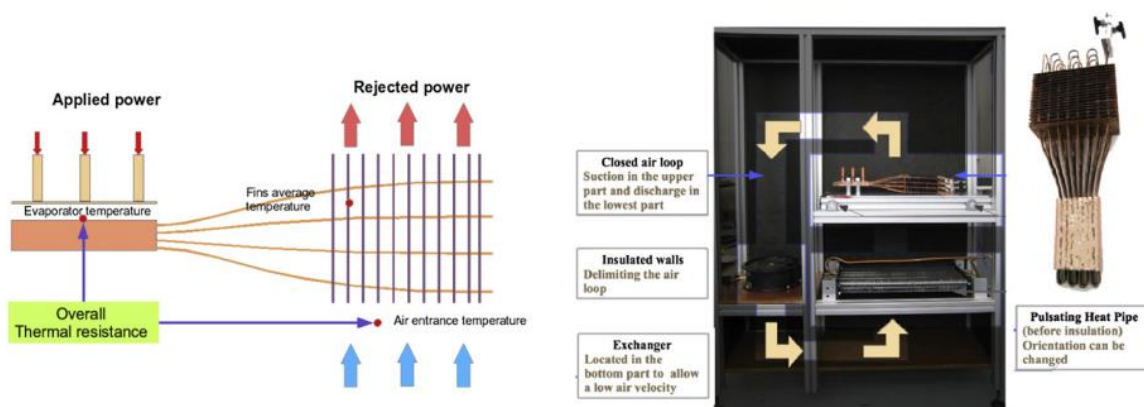 Applied power
Rejected power
Fins average
temperature
Evaporator temperature
Overall
Thermal resistance
Air entrance temperature
Closed air loop
Suction in the upper
part and discharge in
the lowest part
Insulated walls
Delimiting the air
loop
Exchanger
Located in the
bottom part to allow
a low air velocity
Pulsating Heat Pipe
(before insulation)
Orientation can be
changed